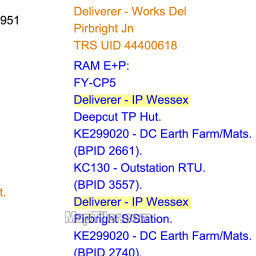 951
Deliverer - Works Del
Pirbright Jn
TRS UID 44400618
RAM E+P:
FY-CP5
Deliverer - IP Wessex
Deepcut TP Hut.
KE299020 - DC Earth Farm/Mats.
(BPID 2661).
KC130 - Outstation RTU.
(BPID 3557).
t.
Deliverer - IP Wessex
Pirbright S/Station.
KE299020 - DC Earth Farm/Mats.
(BPID 2740).